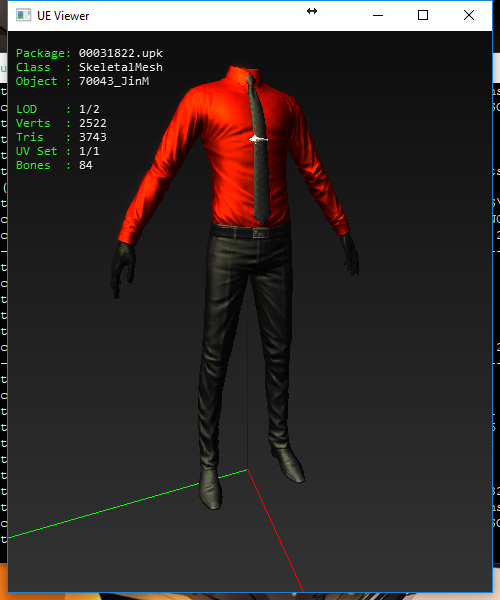 UE Viewer
Package: 00031822.upk
Class : SkeletalMesh
Object : 70043_JinM
LOD : 1/2
Verts : 2522
Tris : 3743
UV Set : 1/1
Bones : 84